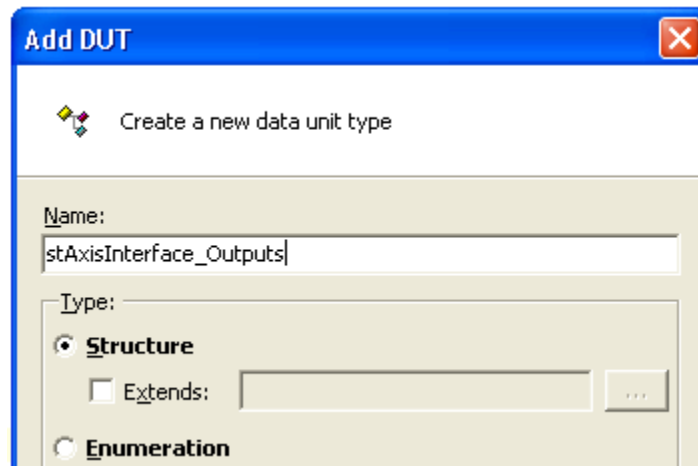 Add DUT
Create a new data unit type
Name:
stAxisInterface_Outputs
Type:
Structure
Extends:
...
Enumeration